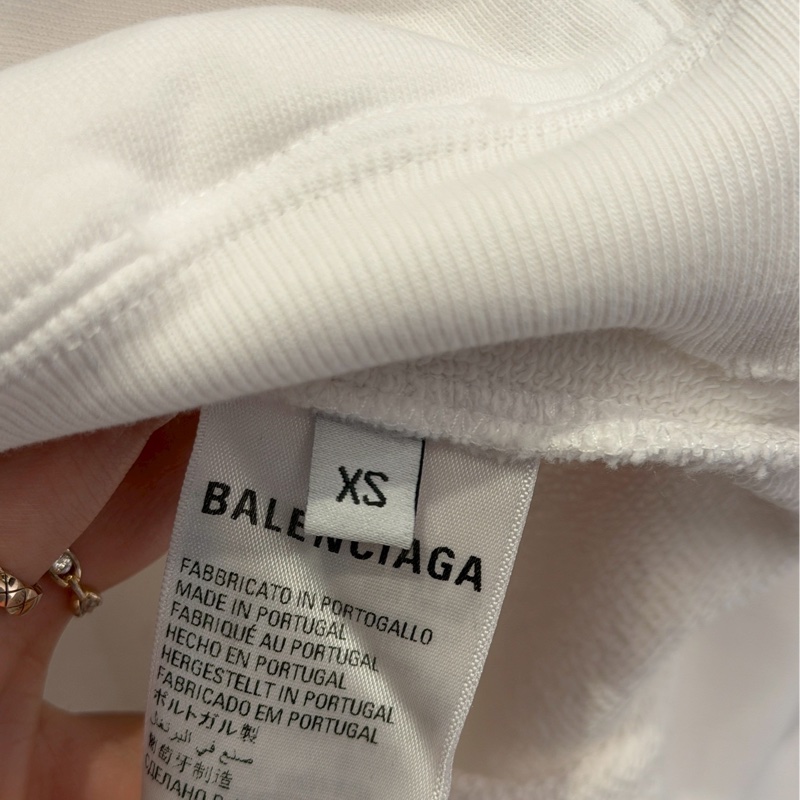 XS
BALENCIAGA
FABBRICATO IN PORTOGALLO
MADE IN PORTUGAL
FABRIQUÉ AU PORTUGAL
HECHO EN PORTUGAL
HERGESTELLT IN PORTUGAL
FABRICADO EM PORTUGAL
ポルトガル製
صنع في البرتغال
葡萄牙制造
СДЕЛАНО В